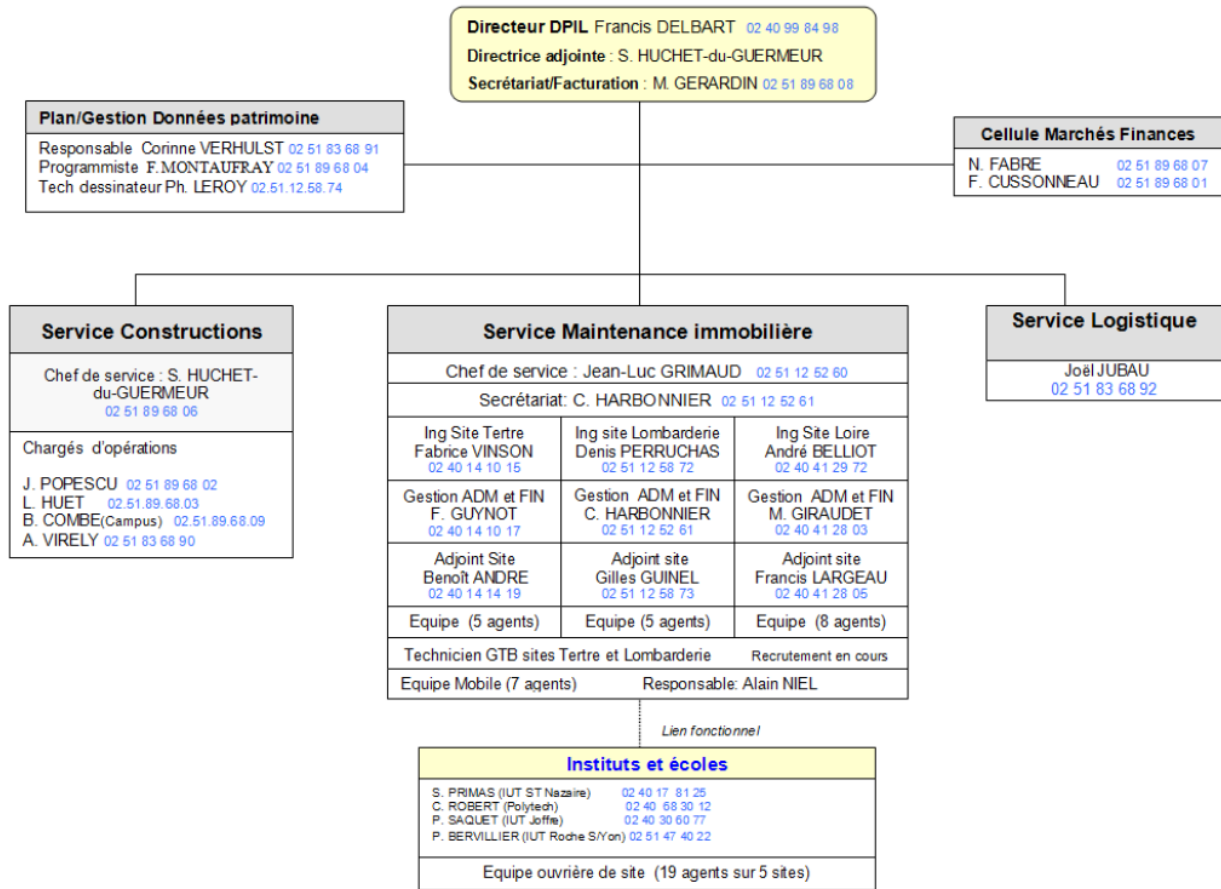 Directeur DPIL Francis DELBART 02 40 99 84 98
Directrice adjointe : S. HUCHET-du-GUERMEUR
Secrétariat/Facturation : M. GERARDIN 02 51 89 68 08
Plan/Gestion Données patrimoine
Responsable Corinne VERHULST 02 51 83 68 91
Programmiste F. MONTAUFRAY 02 51 89 68 04
Tech dessinateur Ph. LEROY 02.51.12.58.74
Cellule Marchés Finances
N. FABRE 02 51 89 68 07
F. CUSSONNEAU 02 51 89 68 01
Service Constructions
Chef de service : S. HUCHET-
du-GUERMEUR
02 51 89 68 06
Chargés d'opérations
J. POPESCU 02 51 89 68 02
L. HUET 02.51.89.68.03
B. COMBE(Campus) 02.51.89.68.09
A. VIRELY 02 51 83 68 90
Service Maintenance immobilière
Chef de service : Jean-Luc GRIMAUD 02 51 12 52 60
Secrétariat: C. HARBONNIER 02 51 12 52 61
Ing Site Tertre
Fabrice VINSON
02 40 14 10 15
Ing site Lombarderie
Denis PERRUCHAS
02 51 12 58 72
Ing Site Loire
André BELLIOT
02 40 41 29 72
Gestion ADM et FIN
F. GUYNOT
02 40 14 10 17
Gestion ADM et FIN
C. HARBONNIER
02 51 12 52 61
Gestion ADM et FIN
M. GIRAUDET
02 40 41 28 03
Adjoint Site
Benoît ANDRE
02 40 14 14 19
Adjoint site
Gilles GUINEL
02 51 12 58 73
Adjoint site
Francis LARGEAU
02 40 41 28 05
Equipe (5 agents)
Equipe (5 agents)
Equipe (8 agents)
Technicien GTB sites Tertre et Lombarderie Recrutement en cours
Equipe Mobile (7 agents) Responsable: Alain NIEL
Service Logistique
Joël JUBAU
02 51 83 68 92
Lien fonctionnel
Instituts et écoles
S. PRIMAS (IUT ST Nazaire) 02 40 17 81 25
C. ROBERT (Polytech) 02 40 68 30 12
P. SAQUET (IUT Joffre) 02 40 30 60 77
P. BERVILLIER (IUT Roche S/Yon) 02 51 47 40 22
Equipe ouvrière de site (19 agents sur 5 sites)